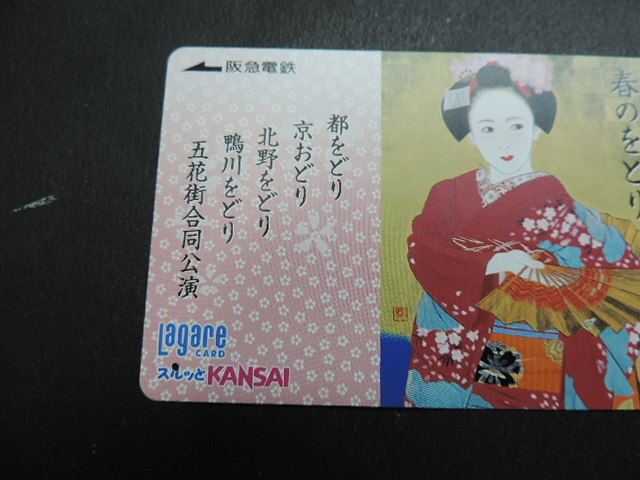 阪急電鉄
春のをどり
都をどり
京おどり
北野をどり
鴨川をどり
五花街合同公演
Lagare
CARD
スルッとKANSAI